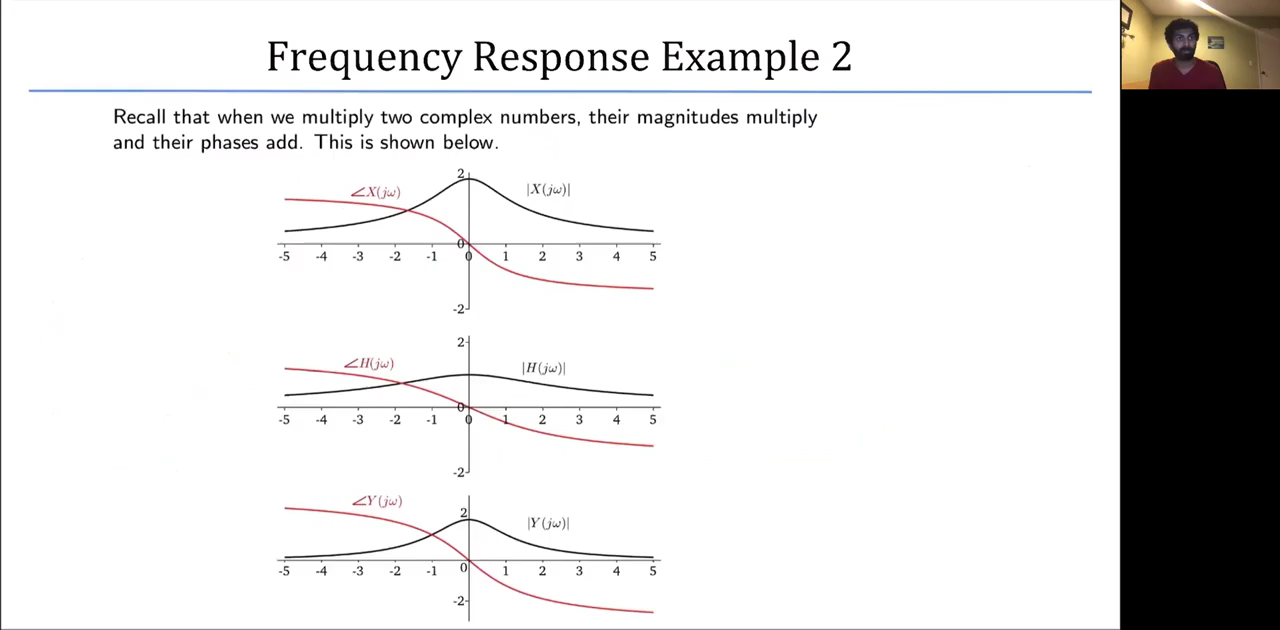 Frequency Response Example 2
Recall that when we multiply two complex numbers, their magnitudes multiply
and their phases add. This is shown below.
2
∠X(jω) |X(jω)|
0
-5 -4 -3 -2 -1 0 1 2 3 4 5
-2
2
∠H(jω) |H(jω)|
0
-5 -4 -3 -2 -1 0 1 2 3 4 5
-2
∠Y(jω) 2 |Y(jω)|
-5 -4 -3 -2 -1 0 1 2 3 4 5
-2